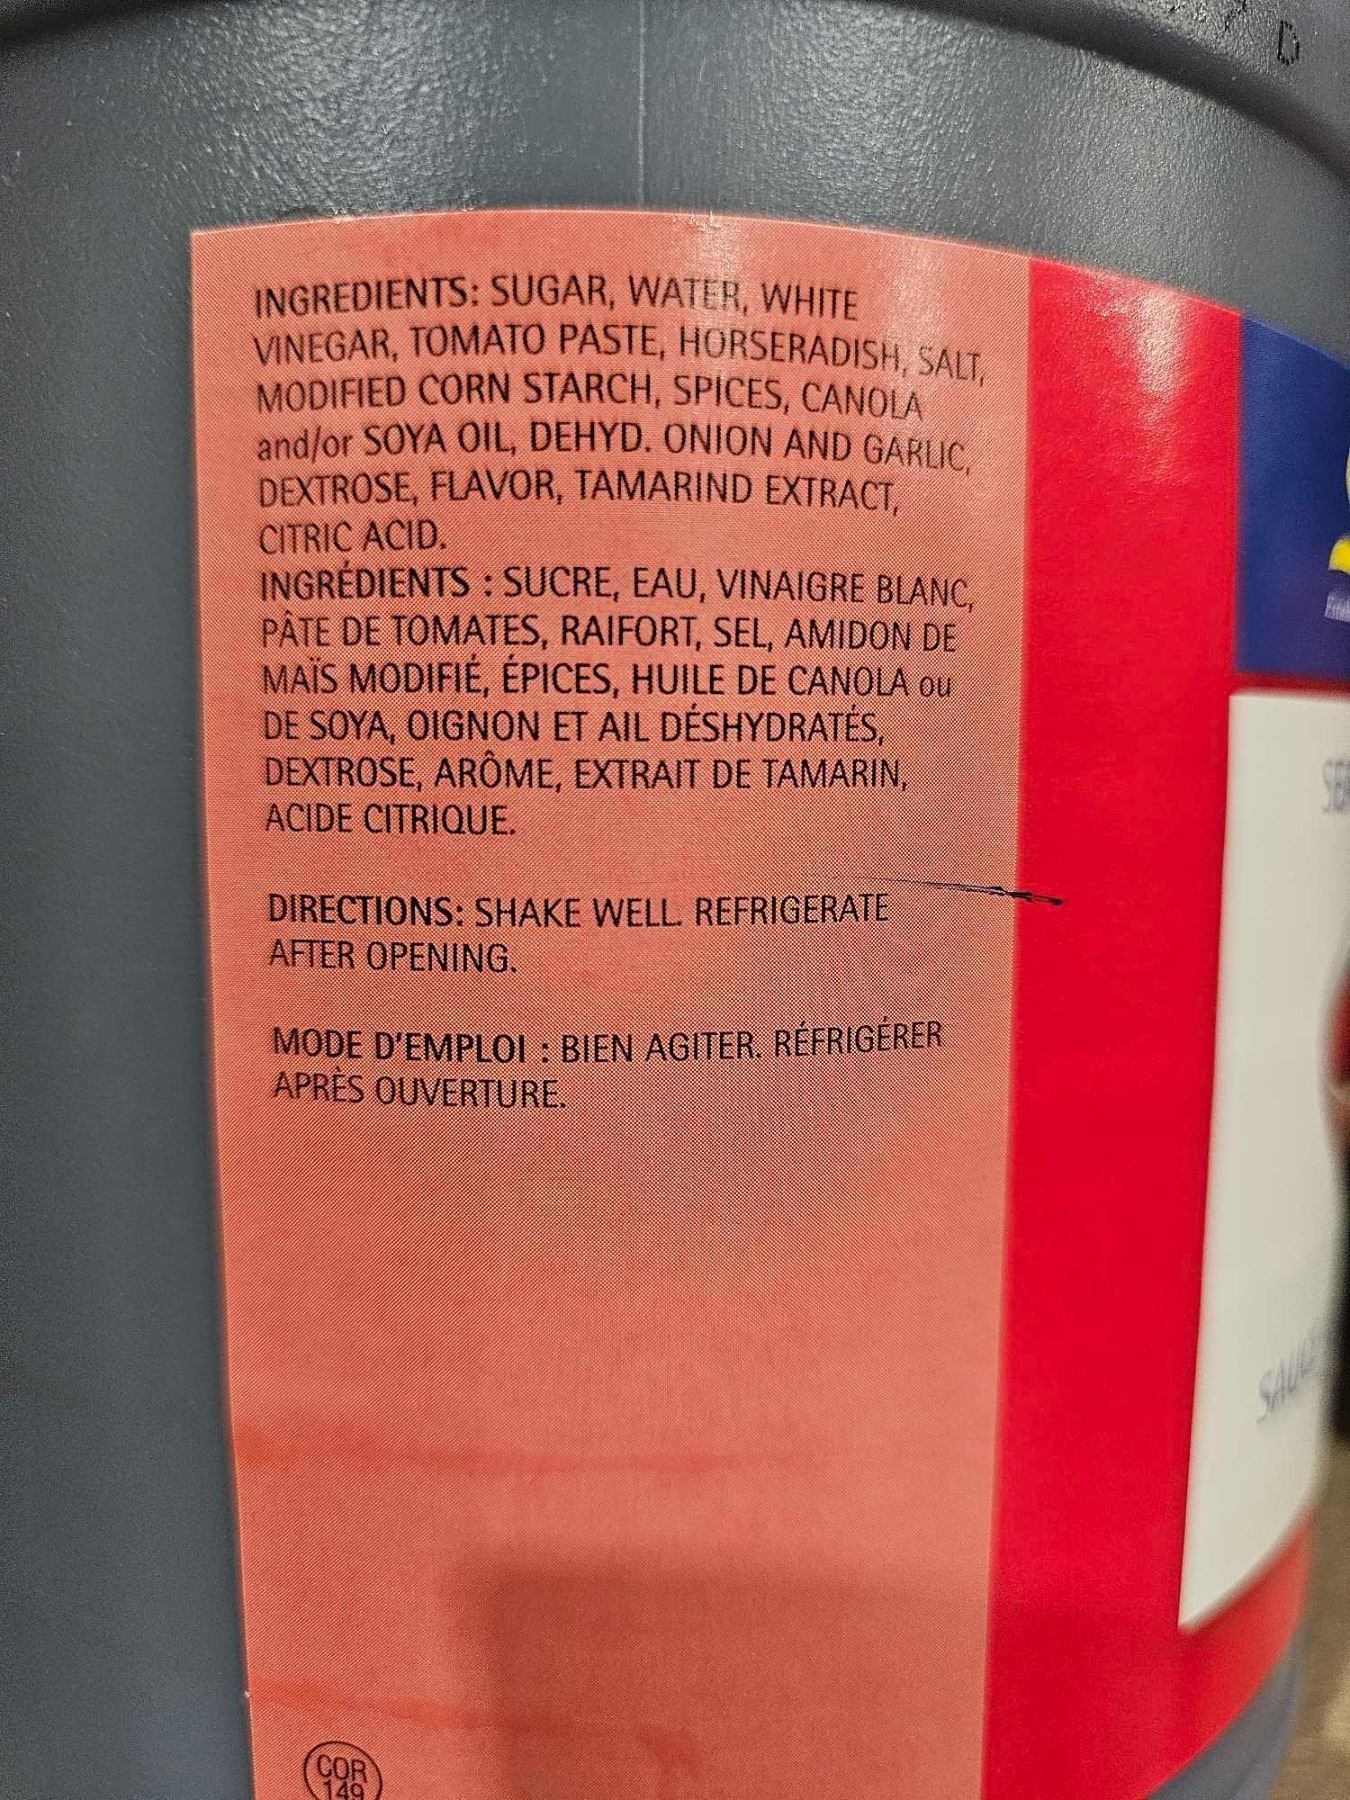 INGREDIENTS: SUGAR, WATER, WHITE
VINEGAR, TOMATO PASTE, HORSERADISH, SALT,
MODIFIED CORN STARCH, SPICES, CANOLA
and/or SOYA OIL, DEHYD. ONION AND GARLIC,
DEXTROSE, FLAVOR, TAMARIND EXTRACT,
CITRIC ACID.
INGRÉDIENTS : SUCRE, EAU, VINAIGRE BLANC,
PÂTE DE TOMATES, RAIFORT, SEL, AMIDON DE
MAÏS MODIFIÉ, ÉPICES, HUILE DE CANOLA ou
DE SOYA, OIGNON ET AIL DÉSHYDRATÉS,
DEXTROSE, ARÔME, EXTRAIT DE TAMARIN,
ACIDE CITRIQUE.
DIRECTIONS: SHAKE WELL. REFRIGERATE
AFTER OPENING.
MODE D'EMPLOI : BIEN AGITER. RÉFRIGÉRER
APRÈS OUVERTURE.
COR
149